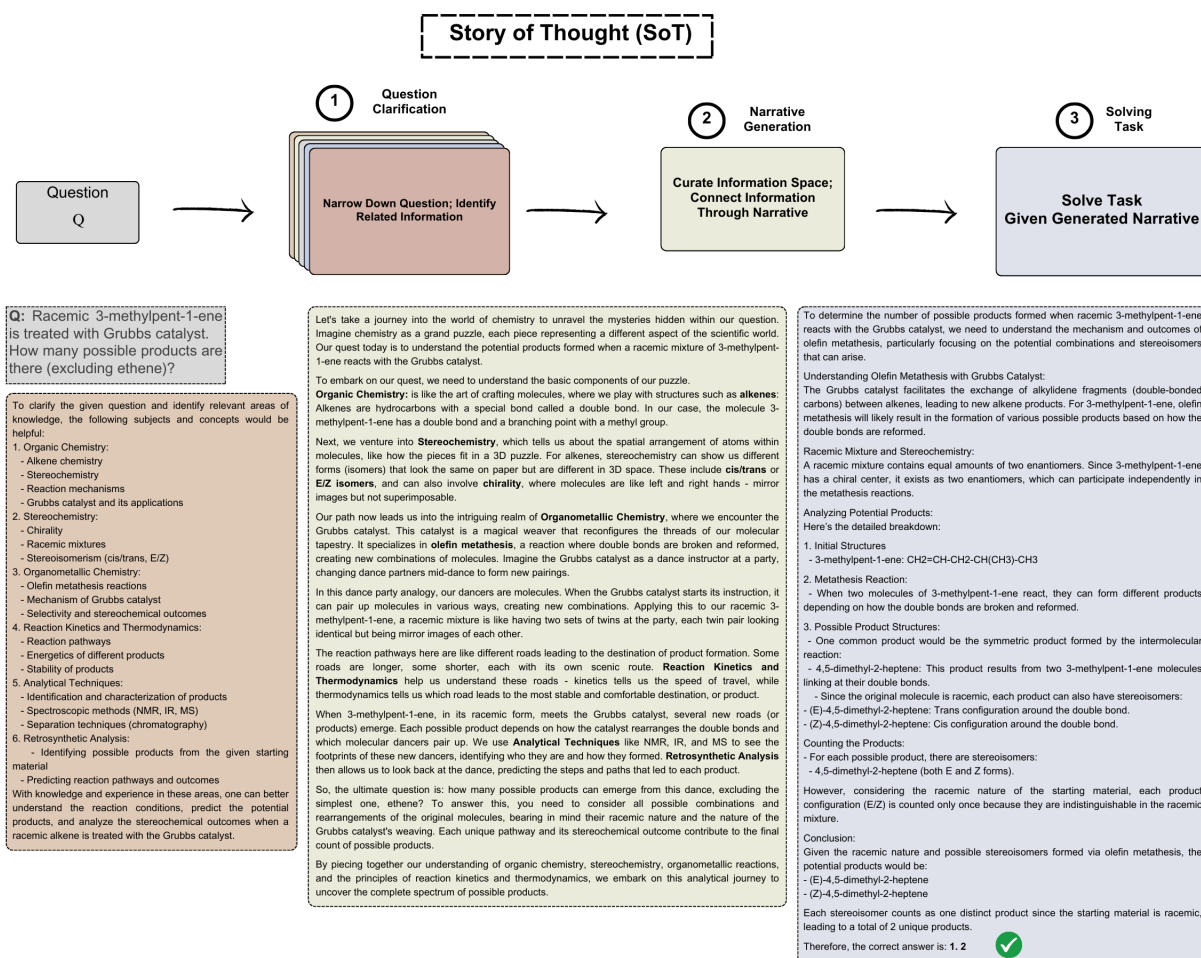 Story of Thought (SoT)
1
Question
Clarification
2
Narrative
Generation
3
Solving
Task
Question
Q
Narrow Down Question; Identify
Related Information
Curate Information Space;
Connect Information
Through Narrative
Solve Task
Given Generated Narrative
Q: Racemic 3-methylpent-1-ene
is treated with Grubbs catalyst.
How many possible products are
there (excluding ethene)?
To clarify the given question and identify relevant areas of
knowledge, the following subjects and concepts would be
helpful:
1. Organic Chemistry:
- Alkene chemistry
- Stereochemistry
- Reaction mechanisms
- Grubbs catalyst and its applications
2. Stereochemistry:
- Chirality
- Racemic mixtures
- Stereoisomerism (cis/trans, E/Z)
3. Organometallic Chemistry:
- Olefin metathesis reactions
- Mechanism of Grubbs catalyst
- Selectivity and stereochemical outcomes
4. Reaction Kinetics and Thermodynamics:
- Reaction pathways
- Energetics of different products
- Stability of products
5. Analytical Techniques:
- Identification and characterization of products
- Spectroscopic methods (NMR, IR, MS)
- Separation techniques (chromatography)
6. Retrosynthetic Analysis:
- Identifying possible products from the given starting
material
- Predicting reaction pathways and outcomes
With knowledge and experience in these areas, one can better
understand the reaction conditions, predict the potential
products, and analyze the stereochemical outcomes when a
racemic alkene is treated with the Grubbs catalyst.
Let's take a journey into the world of chemistry to unravel the mysteries hidden within our question.
Imagine chemistry as a grand puzzle, each piece representing a different aspect of the scientific world.
Our quest today is to understand the potential products formed when a racemic mixture of 3-methylpent-
1-ene reacts with the Grubbs catalyst.
To embark on our quest, we need to understand the basic components of our puzzle.
Organic Chemistry: is like the art of crafting molecules, where we play with structures such as alkenes:
Alkenes are hydrocarbons with a special bond called a double bond. In our case, the molecule 3-
methylpent-1-ene has a double bond and a branching point with a methyl group.
Next, we venture into Stereochemistry, which tells us about the spatial arrangement of atoms within
molecules, like how the pieces fit in a 3D puzzle. For alkenes, stereochemistry can show us different
forms (isomers) that look the same on paper but are different in 3D space. These include cis/trans or
E/Z isomers, and can also involve chirality, where molecules are like left and right hands - mirror
images but not superimposable.
Our path now leads us into the intriguing realm of Organometallic Chemistry, where we encounter the
Grubbs catalyst. This catalyst is a magical weaver that reconfigures the threads of our molecular
tapestry. It specializes in olefin metathesis, a reaction where double bonds are broken and reformed,
creating new combinations of molecules. Imagine the Grubbs catalyst as a dance instructor at a party,
changing dance partners mid-dance to form new pairings.
In this dance party analogy, our dancers are molecules. When the Grubbs catalyst starts its instruction, it
can pair up molecules in various ways, creating new combinations. Applying this to our racemic 3-
methylpent-1-ene, a racemic mixture is like having two sets of twins at the party, each twin pair looking
identical but being mirror images of each other.
The reaction pathways here are like different roads leading to the destination of product formation. Some
roads are longer, some shorter, each with its own scenic route. Reaction Kinetics and
Thermodynamics help us understand these roads - kinetics tells us the speed of travel, while
thermodynamics tells us which road leads to the most stable and comfortable destination, or product.
When 3-methylpent-1-ene, in its racemic form, meets the Grubbs catalyst, several new roads (or
products) emerge. Each possible product depends on how the catalyst rearranges the double bonds and
which molecular dancers pair up. We use Analytical Techniques like NMR, IR, and MS to see the
footprints of these new dancers, identifying who they are and how they formed. Retrosynthetic Analysis
then allows us to look back at the dance, predicting the steps and paths that led to each product.
So, the ultimate question is: how many possible products can emerge from this dance, excluding the
simplest one, ethene? To answer this, you need to consider all possible combinations and
rearrangements of the original molecules, bearing in mind their racemic nature and the nature of the
Grubbs catalyst's weaving. Each unique pathway and its stereochemical outcome contribute to the final
count of possible products.
By piecing together our understanding of organic chemistry, stereochemistry, organometallic reactions,
and the principles of reaction kinetics and thermodynamics, we embark on this analytical journey to
uncover the complete spectrum of possible products.
To determine the number of possible products formed when racemic 3-methylpent-1-ene
reacts with the Grubbs catalyst, we need to understand the mechanism and outcomes of
olefin metathesis, particularly focusing on the potential combinations and stereoisomers
that can arise.
Understanding Olefin Metathesis with Grubbs Catalyst:
The Grubbs catalyst facilitates the exchange of alkylidene fragments (double-bonded
carbons) between alkenes, leading to new alkene products. For 3-methylpent-1-ene, olefin
metathesis will likely result in the formation of various possible products based on how the
double bonds are reformed.
Racemic Mixture and Stereochemistry:
A racemic mixture contains equal amounts of two enantiomers. Since 3-methylpent-1-ene
has a chiral center, it exists as two enantiomers, which can participate independently in
the metathesis reactions.
Analyzing Potential Products:
Here's the detailed breakdown:
1. Initial Structures
- 3-methylpent-1-ene: CH2=CH-CH2-CH(CH3)-CH3
2. Metathesis Reaction:
- When two molecules of 3-methylpent-1-ene react, they can form different products
depending on how the double bonds are broken and reformed.
3. Possible Product Structures:
- One common product would be the symmetric product formed by the intermolecular
reaction:
- 4,5-dimethyl-2-heptene: This product results from two 3-methylpent-1-ene molecules
linking at their double bonds.
- Since the original molecule is racemic, each product can also have stereoisomers:
- (E)-4,5-dimethyl-2-heptene: Trans configuration around the double bond.
- (Z)-4,5-dimethyl-2-heptene: Cis configuration around the double bond.
Counting the Products:
- For each possible product, there are stereoisomers:
- 4,5-dimethyl-2-heptene (both E and Z forms).
However, considering the racemic nature of the starting material, each product
configuration (E/Z) is counted only once because they are indistinguishable in the racemic
mixture.
Conclusion:
Given the racemic nature and possible stereoisomers formed via olefin metathesis, the
potential products would be:
- (E)-4,5-dimethyl-2-heptene
- (Z)-4,5-dimethyl-2-heptene
Each stereoisomer counts as one distinct product since the starting material is racemic,
leading to a total of 2 unique products.
Therefore, the correct answer is: 1. 2